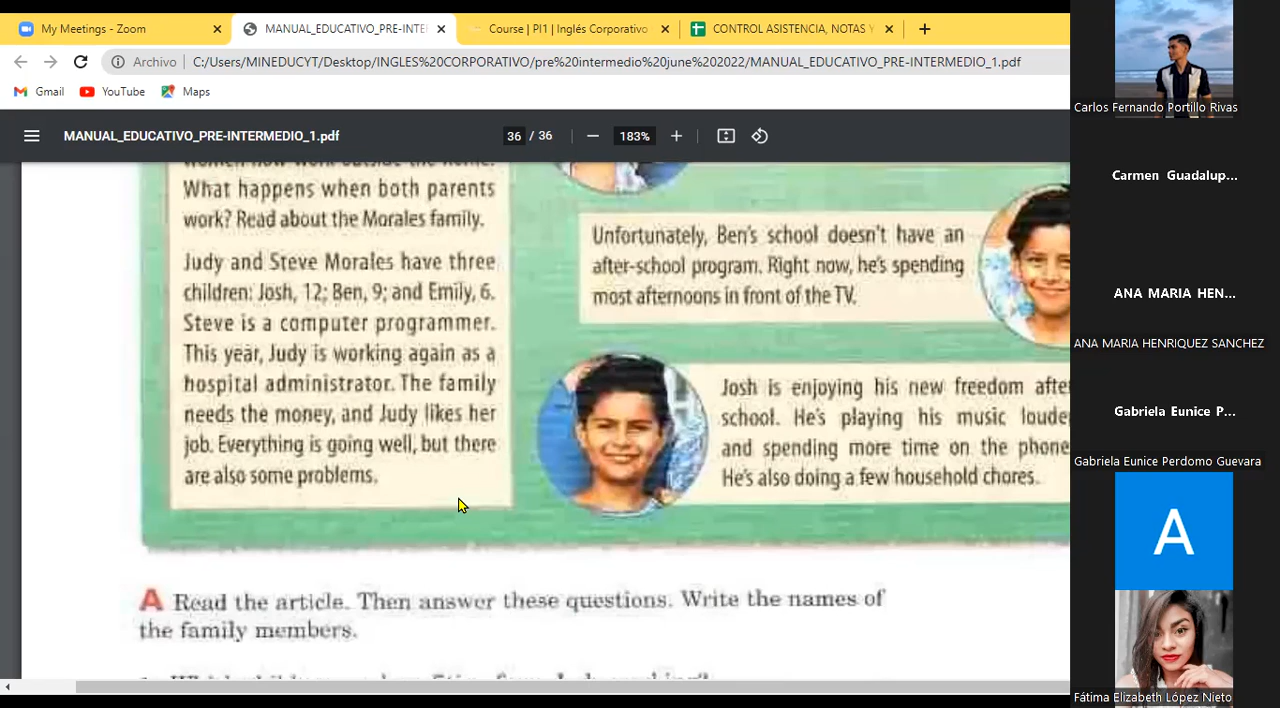 My Meetings - Zoom
MANUAL_EDUCATIVO_PRE-INTER
Course | PI1 | Inglés Corporativo
CONTROL ASISTENCIA, NOTAS Y
Archivo
C:/Users/MINEDUCYT/Desktop/INGLES%20CORPORATIVO/pre%20intermedio%20june%202022/MANUAL_EDUCATIVO_PRE-INTERMEDIO_1.pdf
Gmail YouTube Maps
MANUAL_EDUCATIVO_PRE-INTERMEDIO_1.pdf
36 / 36
183%
women now work outside the home.
What happens when both parents
work? Read about the Morales family.
Judy and Steve Morales have three
children: Josh, 12; Ben, 9; and Emily, 6.
Steve is a computer programmer.
This year, Judy is working again as a
hospital administrator. The family
needs the money, and Judy likes her
job. Everything is going well, but there
are also some problems.
Unfortunately, Ben's school doesn't have an
after-school program. Right now, he's spending
most afternoons in front of the TV.
Josh is enjoying his new freedom afte
school. He's playing his music loude
and spending more time on the phone
He's also doing a few household chores.
A Read the article. Then answer these questions. Write the names of
the family members.
Carlos Fernando Portillo Rivas
Carmen Guadalup...
ANA MARIA HEN...
ANA MARIA HENRIQUEZ SANCHEZ
Gabriela Eunice P...
Gabriela Eunice Perdomo Guevara
A
Fátima Elizabeth López Nieto